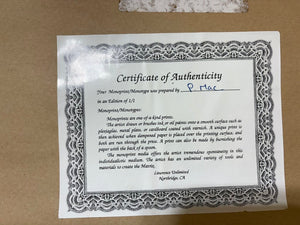 Certificate of Authenticity
Your Monoprint/Monotype was prepared by P Mac
in an Edition of 1/1
Monoprints/Monotypes:
Monoprints are one of a kind prints.
The artist draws or brushes ink, or oil paints onto a smooth surface such as
plexiglas, metal plate, or cardboard coated with varnish. A unique print is
then achieved when dampened paper is placed over the printing surface, and
both are run through the press. A print can also be made by furnishing the
paper with the back of a spoon.
The monoprint media offers the artist tremendous spontaneity in this
individualistic medium. The artist has an unlimited variety of tools and
materials to create the Matrix.
Limotone Unlimited
Northridge, CA